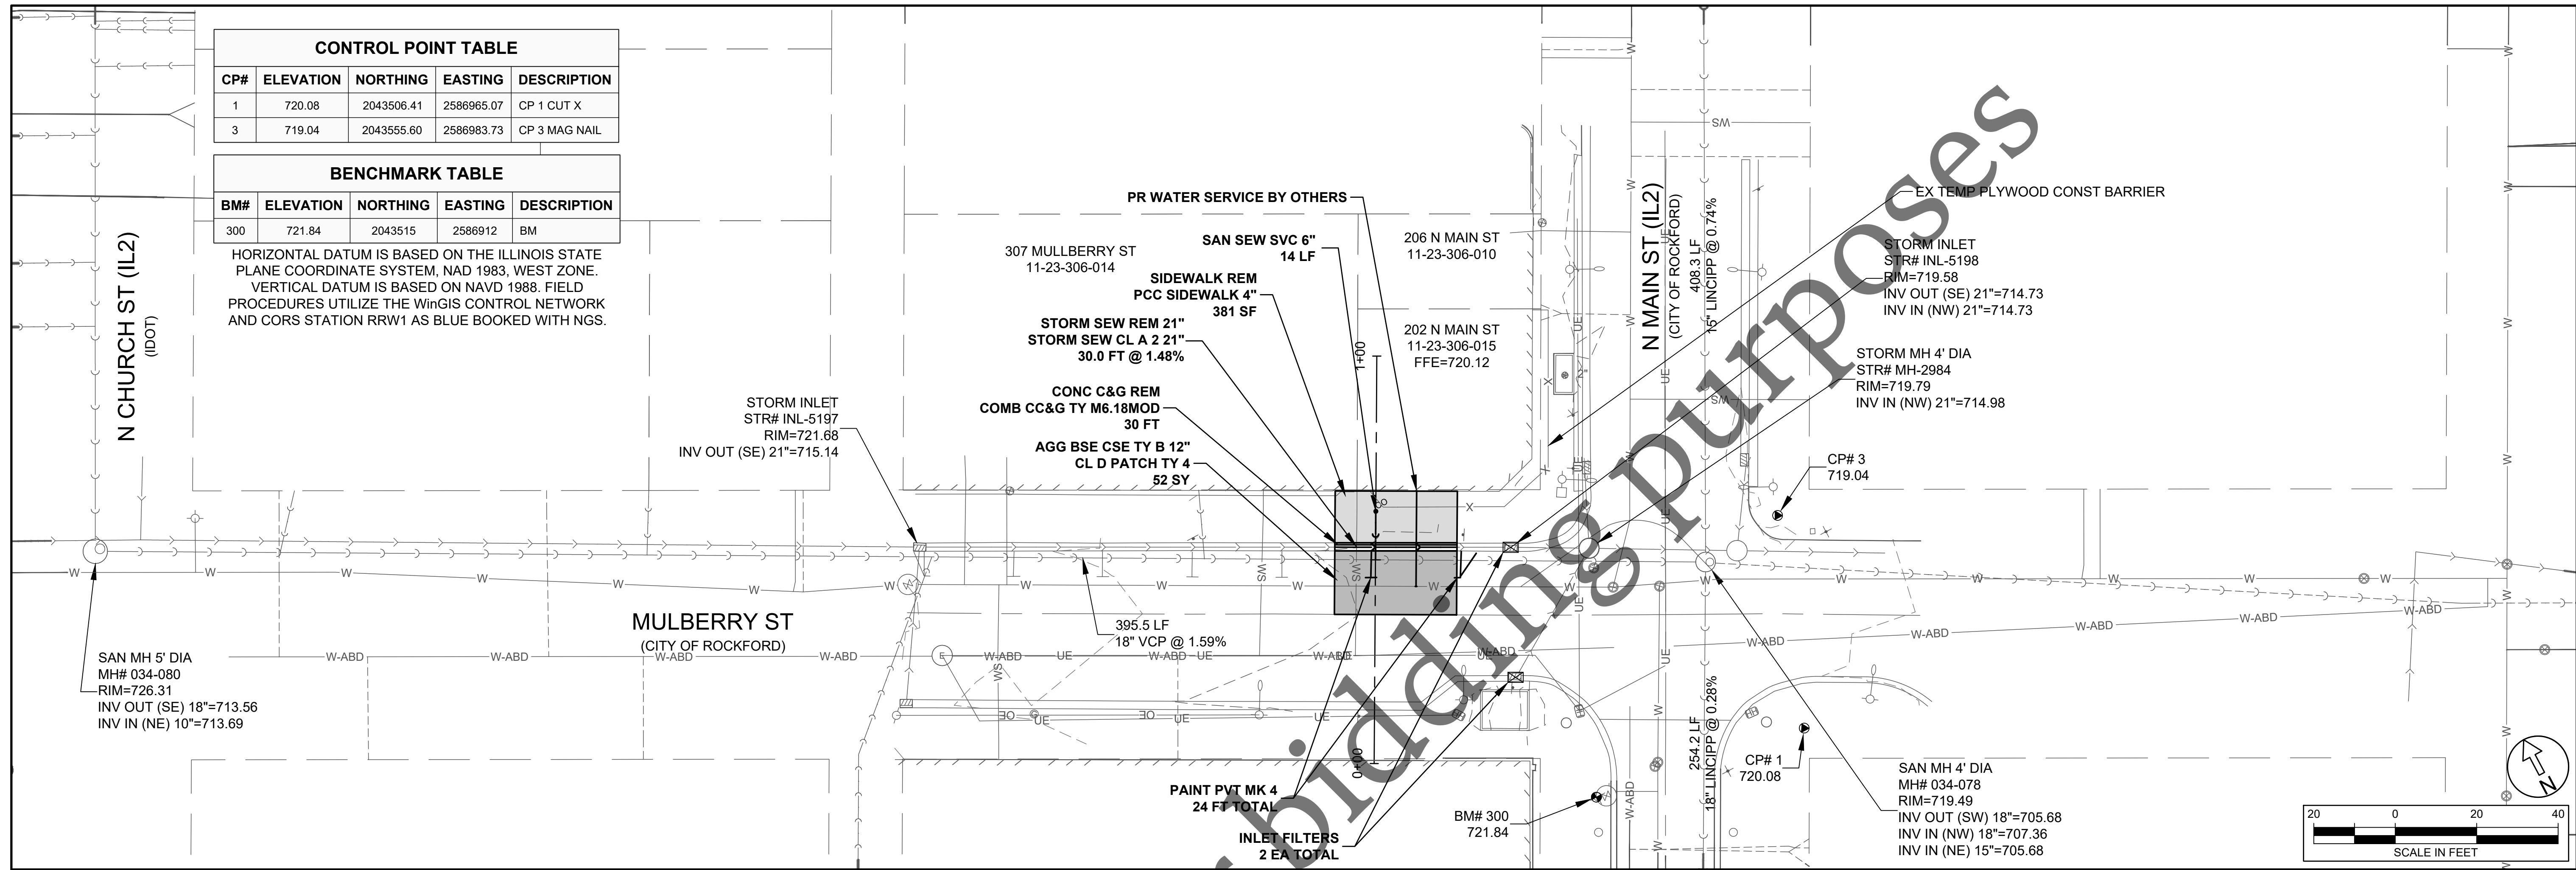 CONTROL POINT TABLE
CP# ELEVATION NORTHING EASTING DESCRIPTION
1 720.08 2043506.41 2586965.07 CP 1 CUT X
3 719.04 2043555.60 2586983.73 CP 3 MAG NAIL
BENCHMARK TABLE
BM# ELEVATION NORTHING EASTING DESCRIPTION
300 721.84 2043515 2586912 BM
HORIZONTAL DATUM IS BASED ON THE ILLINOIS STATE
PLANE COORDINATE SYSTEM, NAD 1983, WEST ZONE.
VERTICAL DATUM IS BASED ON NAVD 1988. FIELD
PROCEDURES UTILIZE THE WinGIS CONTROL NETWORK
AND CORS STATION RRW1 AS BLUE BOOKED WITH NGS.
N CHURCH ST (IL2)
(IDOT)
SAN MH 5' DIA
MH# 034-080
RIM=726.31
INV OUT (SE) 18"=713.56
INV IN (NE) 10"=713.69
MULBERRY ST
(CITY OF ROCKFORD)
STORM INLET
STR# INL-5197
RIM=721.68
INV OUT (SE) 21"=715.14
307 MULLBERRY ST
11-23-306-014
PR WATER SERVICE BY OTHERS
SAN SEW SVC 6"
14 LF
SIDEWALK REM
PCC SIDEWALK 4"
381 SF
STORM SEW REM 21"
STORM SEW CL A 2 21"
30.0 FT @ 1.48%
CONC C&G REM
COMB CC&G TY M6.18MOD
30 FT
AGG BSE CSE TY B 12"
CL D PATCH TY 4
52 SY
206 N MAIN ST
11-23-306-010
202 N MAIN ST
11-23-306-015
FFE=720.12
1+00
0+00
395.5 LF
18" VCP @ 1.59%
PAINT PVT MK 4
24 FT TOTAL
INLET FILTERS
2 EA TOTAL
BM# 300
721.84
N MAIN ST (IL2)
(CITY OF ROCKFORD)
408.3 LF
15" LINCIPP @ 0.74%
254.2 LF
18" LINCIPP @ 0.28%
EX TEMP PLYWOOD CONST BARRIER
STORM INLET
STR# INL-5198
RIM=719.58
INV OUT (SE) 21"=714.73
INV IN (NW) 21"=714.73
STORM MH 4' DIA
STR# MH-2984
RIM=719.79
INV IN (NW) 21"=714.98
CP# 3
719.04
CP# 1
720.08
SAN MH 4' DIA
MH# 034-078
RIM=719.49
INV OUT (SW) 18"=705.68
INV IN (NW) 18"=707.36
INV IN (NE) 15"=705.68
N
20 0 20 40
SCALE IN FEET
bidding purposes